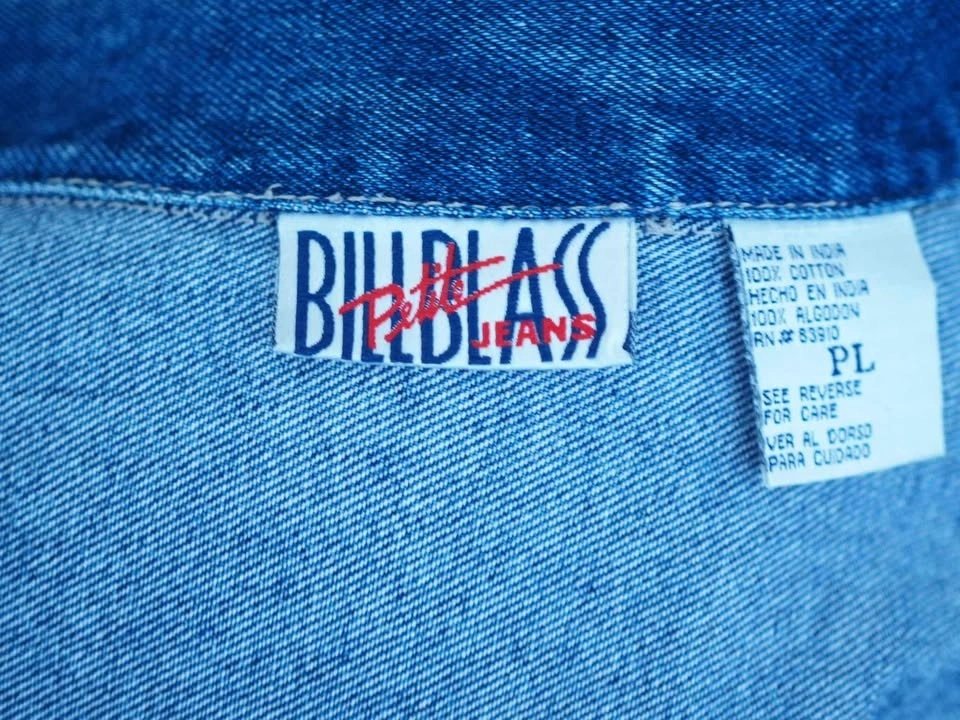 BILLBLASS
Petite
JEANS
MADE IN INDIA
100% COTTON
HECHO EN INDIA
100% ALGODON
RN# 83910
PL
SEE REVERSE
FOR CARE
VER AL DORSO
PARA CUIDADO